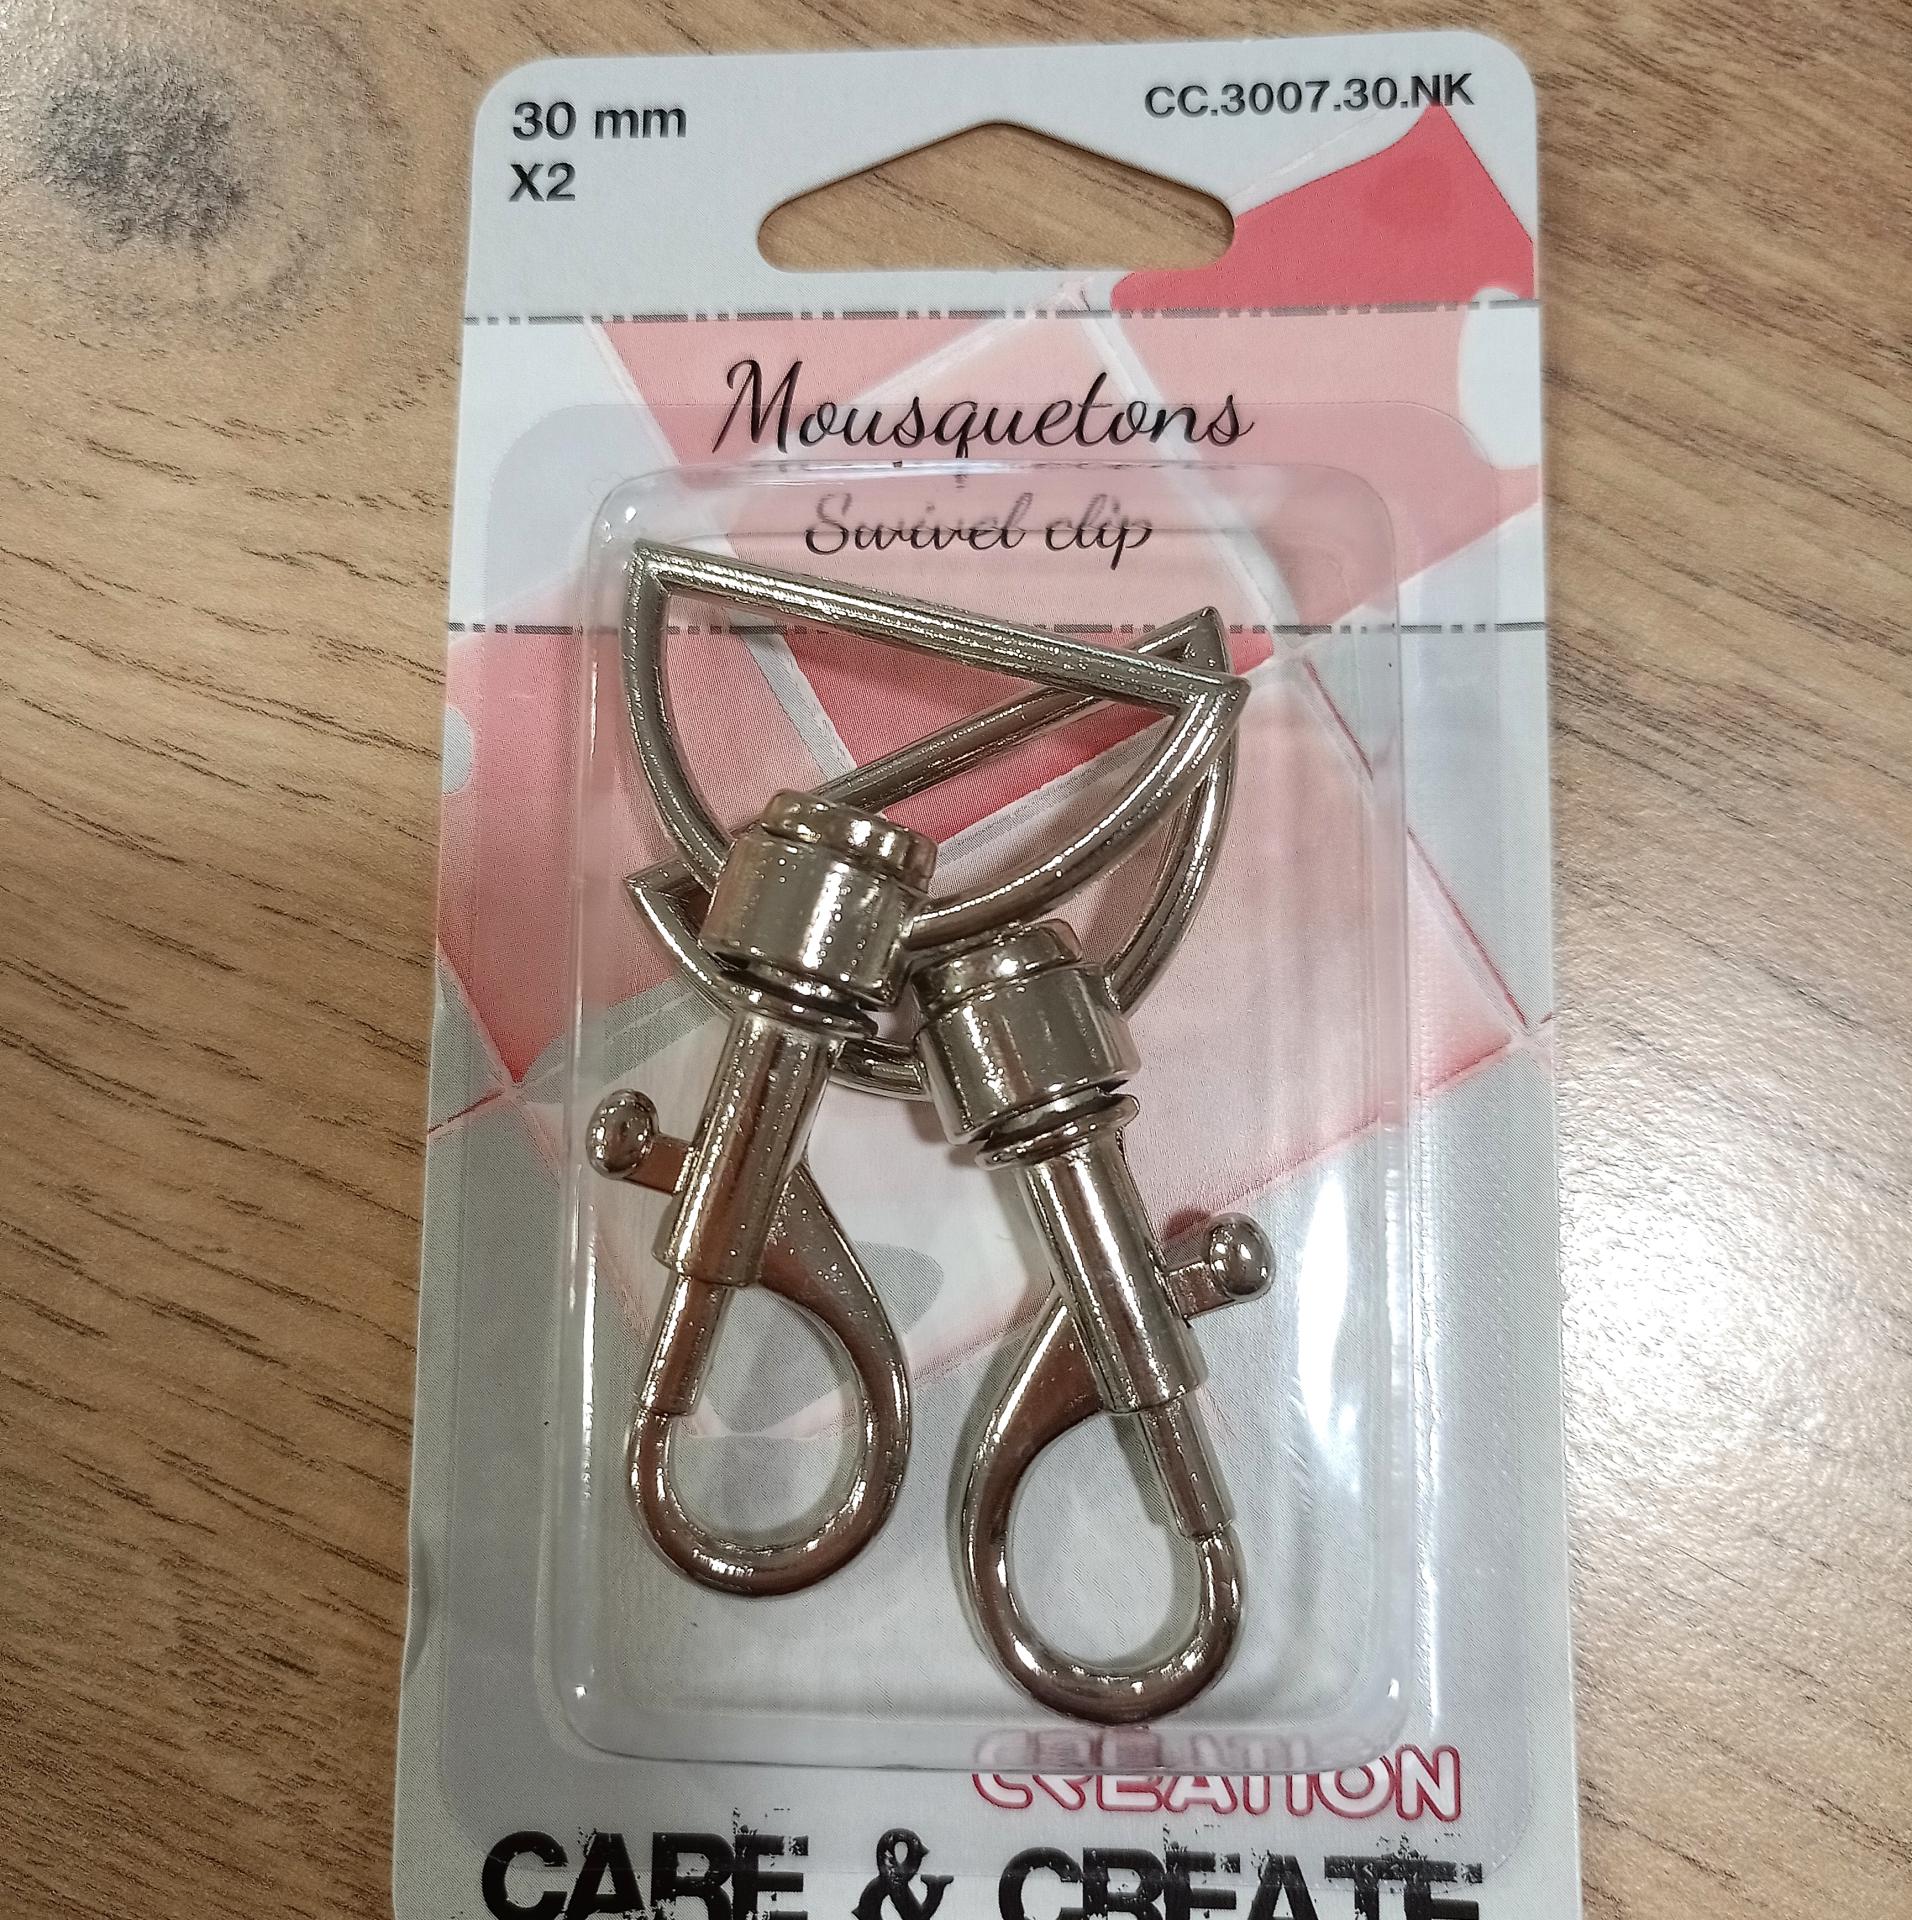 30 mm
X2
CC.3007.30.NK
Mousquetons
Swivel clip
CREATION
CARE & CREATE